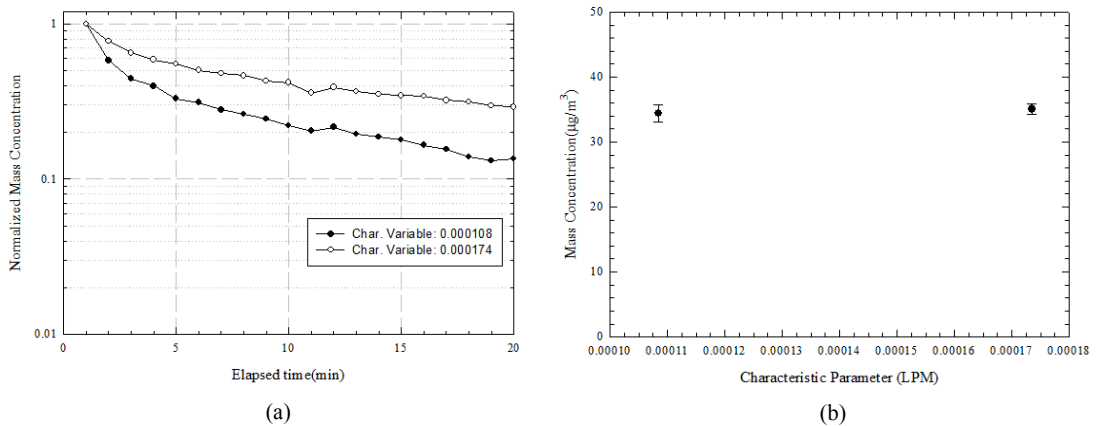 1
0.1
0.01
Normalized Mass Concentration
Char. Variable: 0.000108
Char. Variable: 0.000174
0 5 10 15 20
Elapsed time(min)
(a)
50
40
30
20
10
0
Mass Concentration(µg/m³)
0.00010 0.00011 0.00012 0.00013 0.00014 0.00015 0.00016 0.00017 0.00018
Characteristic Parameter (LPM)
(b)